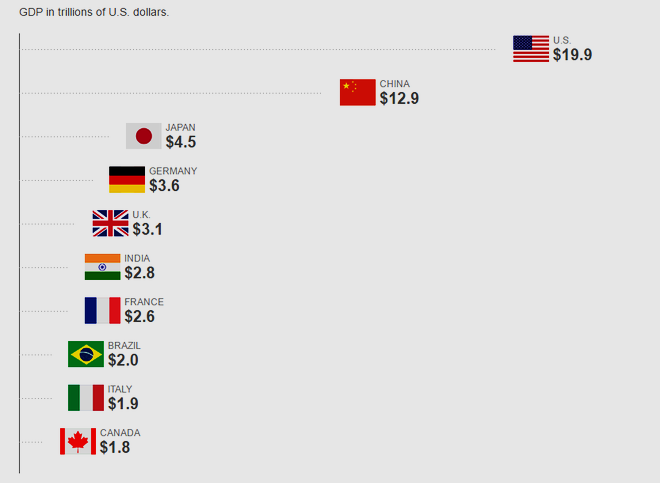 GDP in trillions of U.S. dollars.
U.S.
$19.9
CHINA
$12.9
JAPAN
$4.5
GERMANY
$3.6
U.K.
$3.1
INDIA
$2.8
FRANCE
$2.6
BRAZIL
$2.0
ITALY
$1.9
CANADA
$1.8